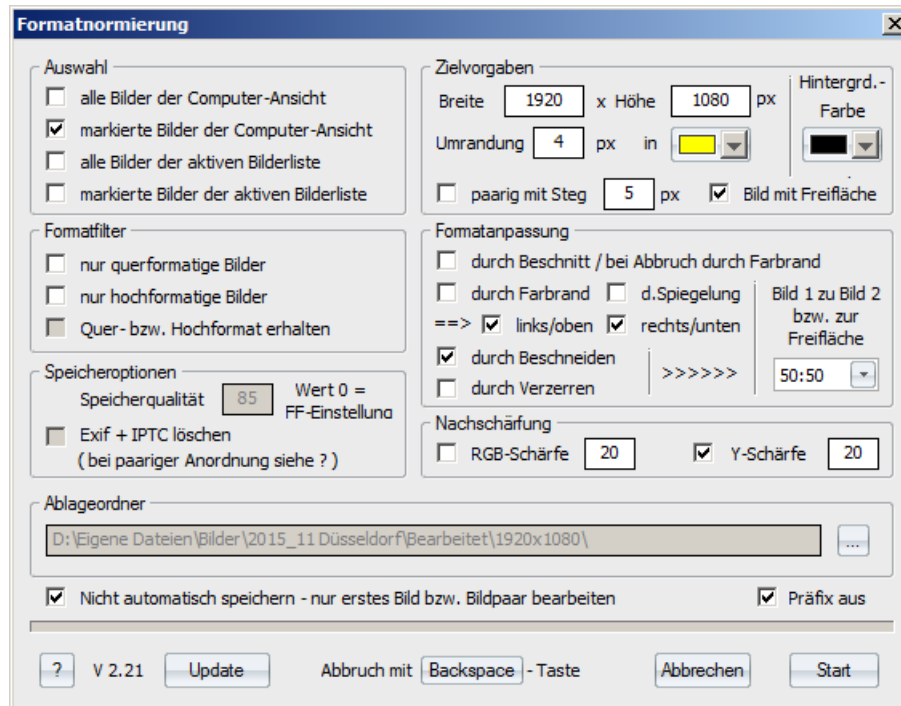 Formatnormierung
Auswahl
alle Bilder der Computer-Ansicht
markierte Bilder der Computer-Ansicht
alle Bilder der aktiven Bilderliste
markierte Bilder der aktiven Bilderliste
Zielvorgaben
Breite 1920 x Höhe 1080 px
Umrandung 4 px in
paarig mit Steg 5 px Bild mit Freifläche
Hintergrd.-
Farbe
Formatfilter
nur querformatige Bilder
nur hochformatige Bilder
Quer- bzw. Hochformat erhalten
Formatanpassung
durch Beschnitt / bei Abbruch durch Farbrand
durch Farbrand d.Spiegelung
==> links/oben rechts/unten
durch Beschneiden
durch Verzerren
>>>>>>
Bild 1 zu Bild 2
bzw. zur
Freifläche
50:50
Speicheroptionen
Speicherqualität 85 Wert 0 =
FF-Einstellung
Exif + IPTC löschen
( bei paariger Anordnung siehe ? )
Nachschärfung
RGB-Schärfe 20 Y-Schärfe 20
Ablageordner
D:\Eigene Dateien\Bilder\2015_11 Düsseldorf\Bearbeitet\1920x1080\ ...
Nicht automatisch speichern - nur erstes Bild bzw. Bildpaar bearbeiten Präfix aus
? V 2.21 Update Abbruch mit Backspace - Taste Abbrechen Start